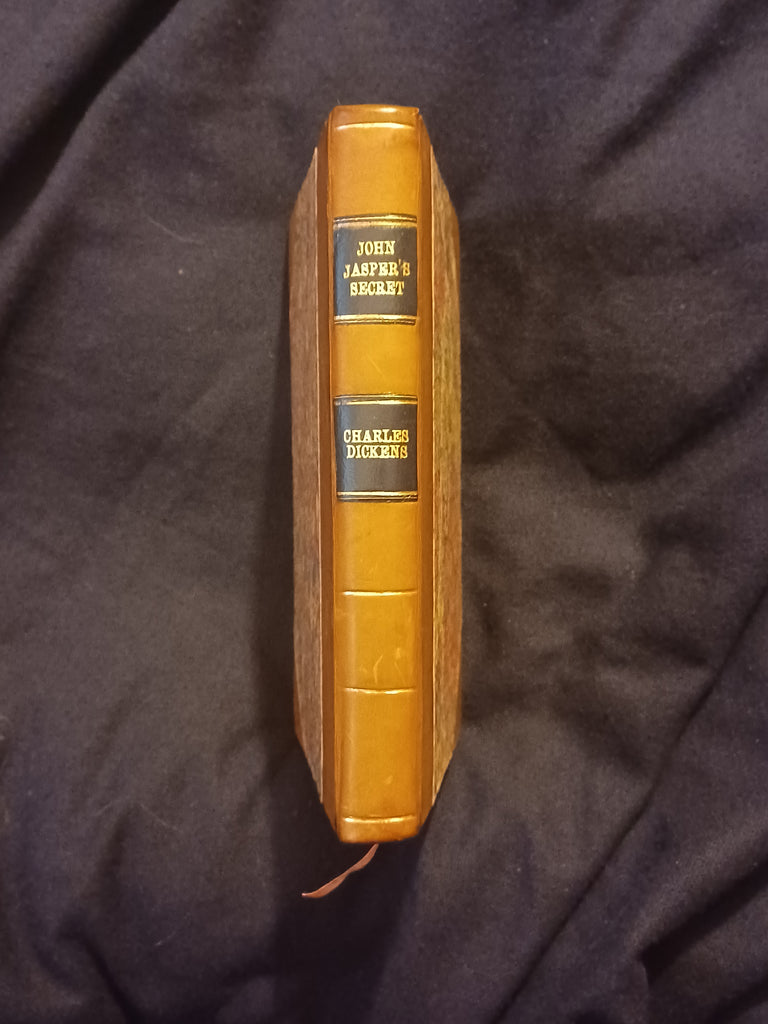 JOHN
JASPER'S
SECRET
CHARLES
DICKENS